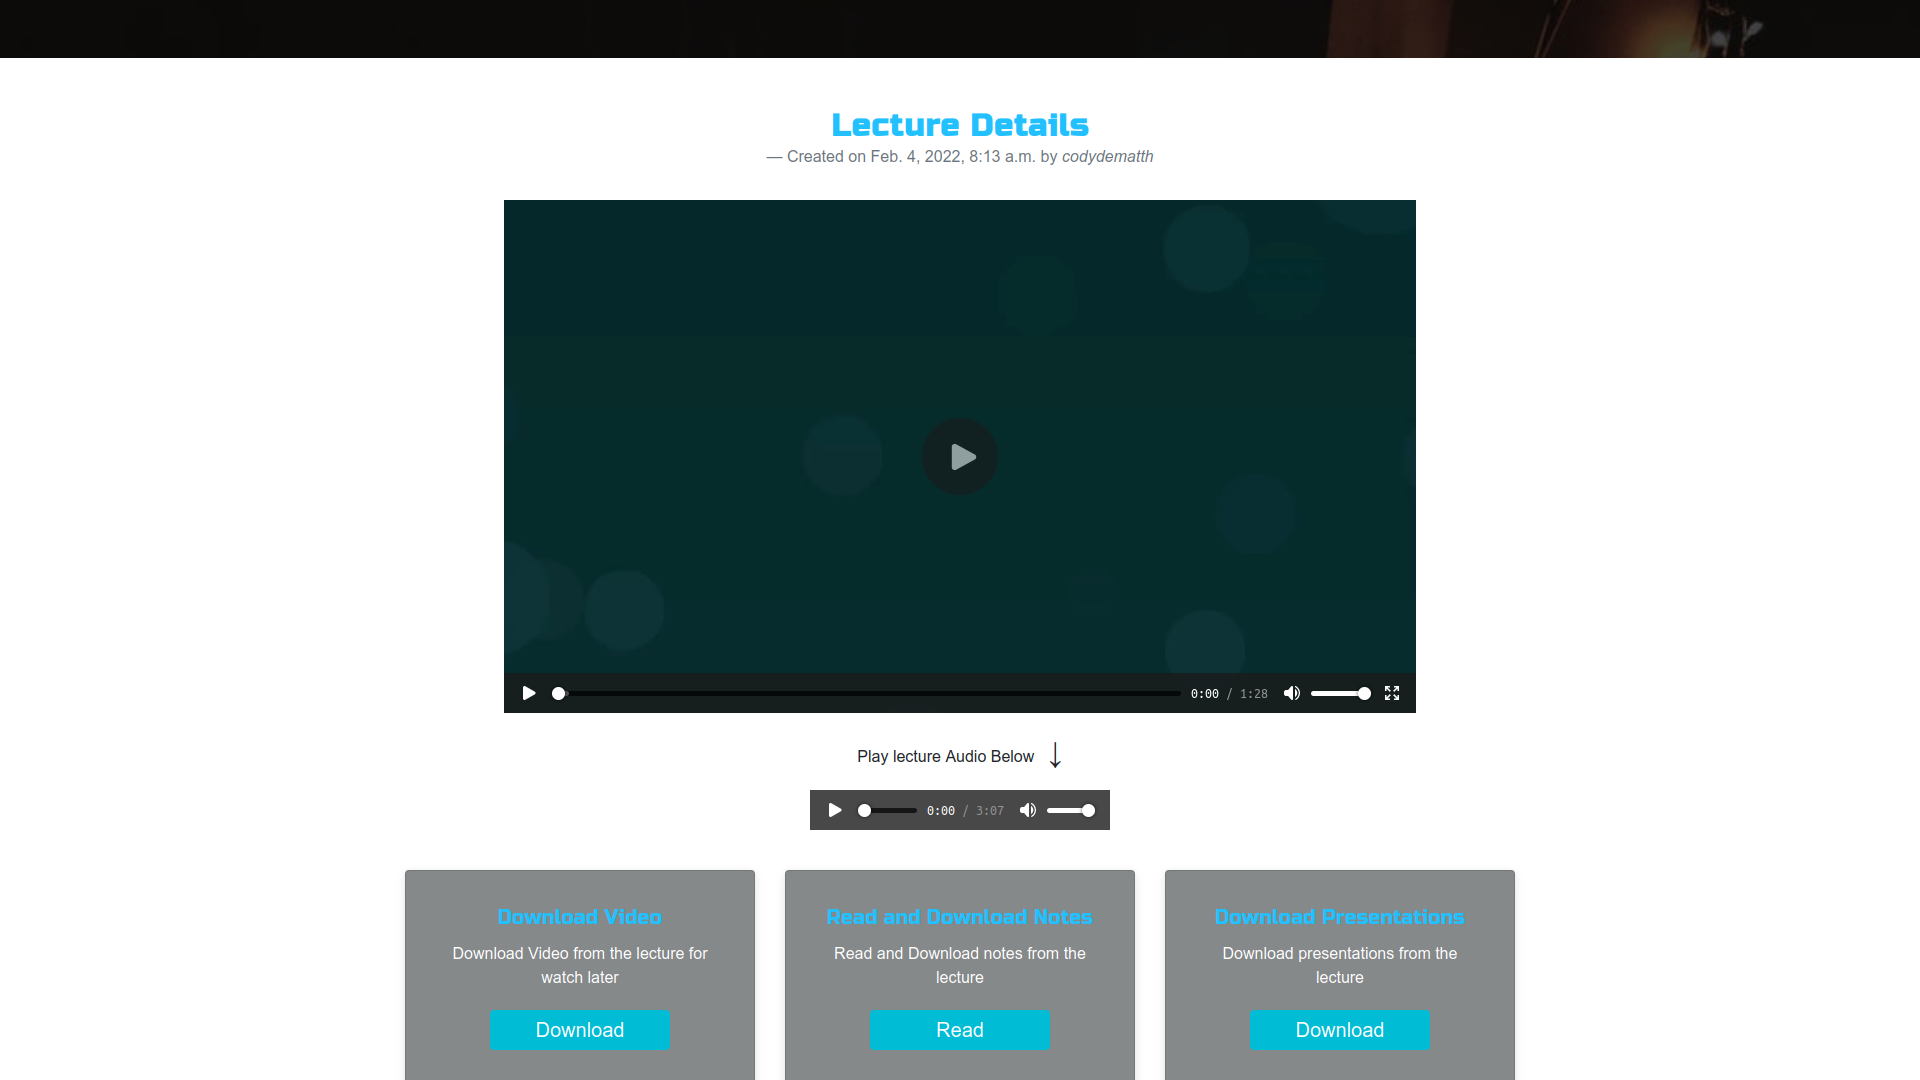 Lecture Details
— Created on Feb. 4, 2022, 8:13 a.m. by codydematth
0:00 / 1:28
Play lecture Audio Below ↓
0:00 / 3:07
Download Video
Download Video from the lecture for
watch later
Download
Read and Download Notes
Read and Download notes from the
lecture
Read
Download Presentations
Download presentations from the
lecture
Download